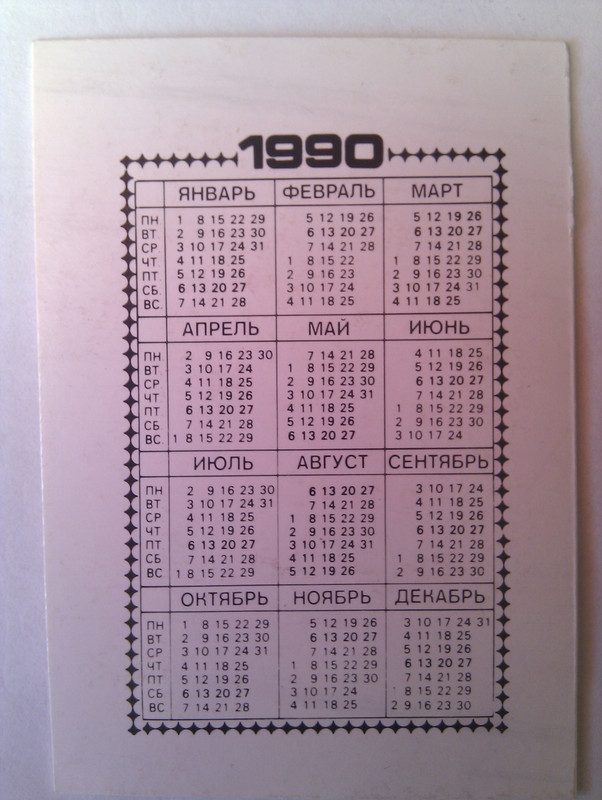 1990
ЯНВАРЬ ФЕВРАЛЬ МАРТ
ПН 1 8 15 22 29 5 12 19 26 5 12 19 26
ВТ 2 9 16 23 30 6 13 20 27 6 13 20 27
СР 3 10 17 24 31 7 14 21 28 7 14 21 28
ЧТ 4 11 18 25 1 8 15 22 1 8 15 22 29
ПТ 5 12 19 26 2 9 16 23 2 9 16 23 30
СБ. 6 13 20 27 3 10 17 24 3 10 17 24 31
ВС. 7 14 21 28 4 11 18 25 4 11 18 25
АПРЕЛЬ МАЙ ИЮНЬ
ПН. 2 9 16 23 30 7 14 21 28 4 11 18 25
ВТ. 3 10 17 24 1 8 15 22 29 5 12 19 26
СР 4 11 18 25 2 9 16 23 30 6 13 20 27
ЧТ 5 12 19 26 3 10 17 24 31 7 14 21 28
ПТ 6 13 20 27 4 11 18 25 1 8 15 22 29
СБ 7 14 21 28 5 12 19 26 2 9 16 23 30
ВС. 1 8 15 22 29 6 13 20 27 3 10 17 24
ИЮЛЬ АВГУСТ СЕНТЯБРЬ
ПН 2 9 16 23 30 6 13 20 27 3 10 17 24
ВТ 3 10 17 24 31 7 14 21 28 4 11 18 25
СР 4 11 18 25 1 8 15 22 29 5 12 19 26
ЧТ 5 12 19 26 2 9 16 23 30 6 13 20 27
ПТ 6 13 20 27 3 10 17 24 31 7 14 21 28
СБ 7 14 21 28 4 11 18 25 1 8 15 22 29
ВС 1 8 15 22 29 5 12 19 26 2 9 16 23 30
ОКТЯБРЬ НОЯБРЬ ДЕКАБРЬ
ПН 1 8 15 22 29 5 12 19 26 3 10 17 24 31
ВТ 2 9 16 23 30 6 13 20 27 4 11 18 25
СР 3 10 17 24 31 7 14 21 28 5 12 19 26
ЧТ 4 11 18 25 1 8 15 22 29 6 13 20 27
ПТ 5 12 19 26 2 9 16 23 30 7 14 21 28
СБ 6 13 20 27 3 10 17 24 1 8 15 22 29
ВС 7 14 21 28 4 11 18 25 2 9 16 23 30